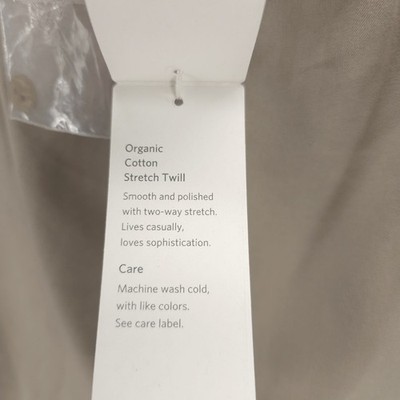 Organic
Cotton
Stretch Twill
Smooth and polished
with two-way stretch.
Lives casually,
loves sophistication.
Care
Machine wash cold,
with like colors.
See care label.